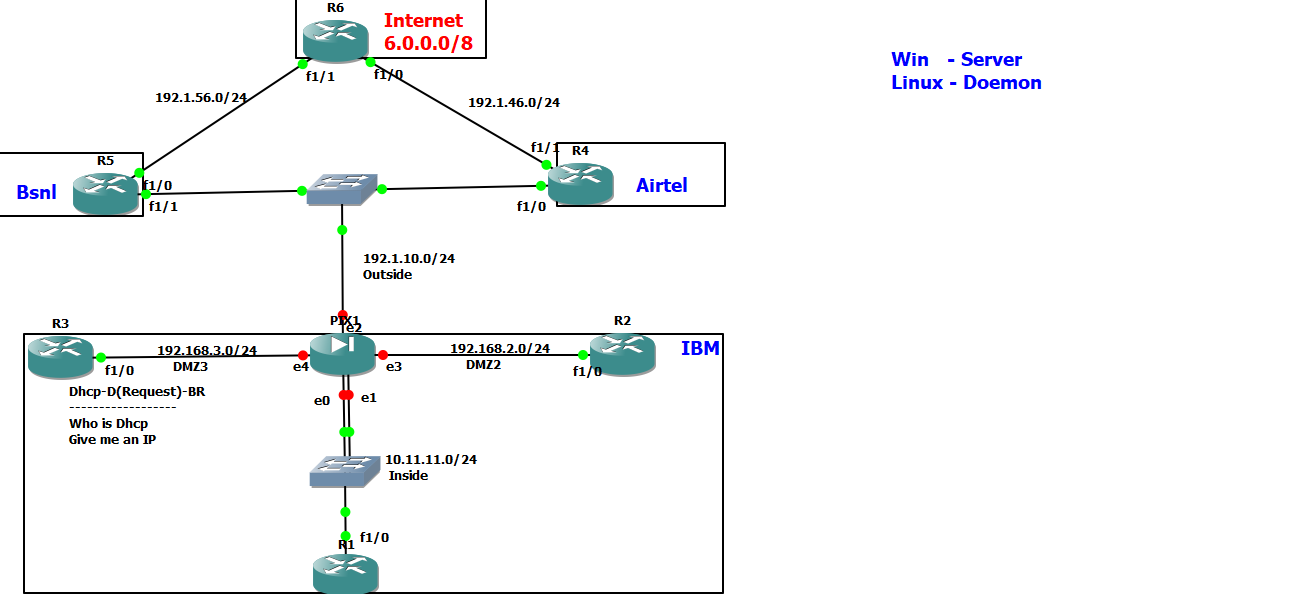 R6
Internet
6.0.0.0/8
f1/1
f1/0
192.1.56.0/24
192.1.46.0/24
Win - Server
Linux - Doemon
R5
Bsnl
f1/0
f1/1
f1/1
R4
Airtel
f1/0
192.1.10.0/24
Outside
R3
PIX1
e2
R2
IBM
192.168.3.0/24
DMZ3
192.168.2.0/24
DMZ2
f1/0
e4
e3
f1/0
Dhcp-D(Request)-BR
------------------
Who is Dhcp
Give me an IP
e0
e1
10.11.11.0/24
Inside
f1/0
R1